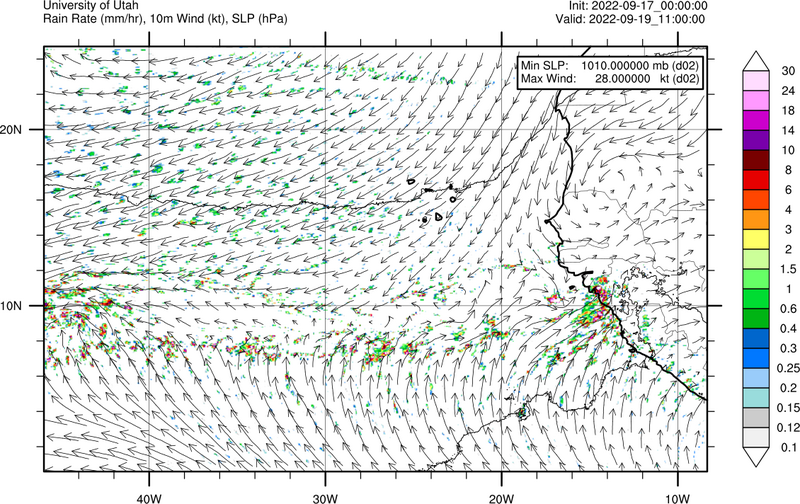 University of Utah
Init: 2022-09-17_00:00:00
Rain Rate (mm/hr), 10m Wind (kt), SLP (hPa)
Valid: 2022-09-19_11:00:00
Min SLP: 1010.000000 mb (d02)
Max Wind: 28.000000 kt (d02)
20N
10N
40W
30W
20W
10W
30
24
18
14
10
8
6
4
3
2
1.5
1
0.6
0.4
0.3
0.25
0.2
0.15
0.12
0.1